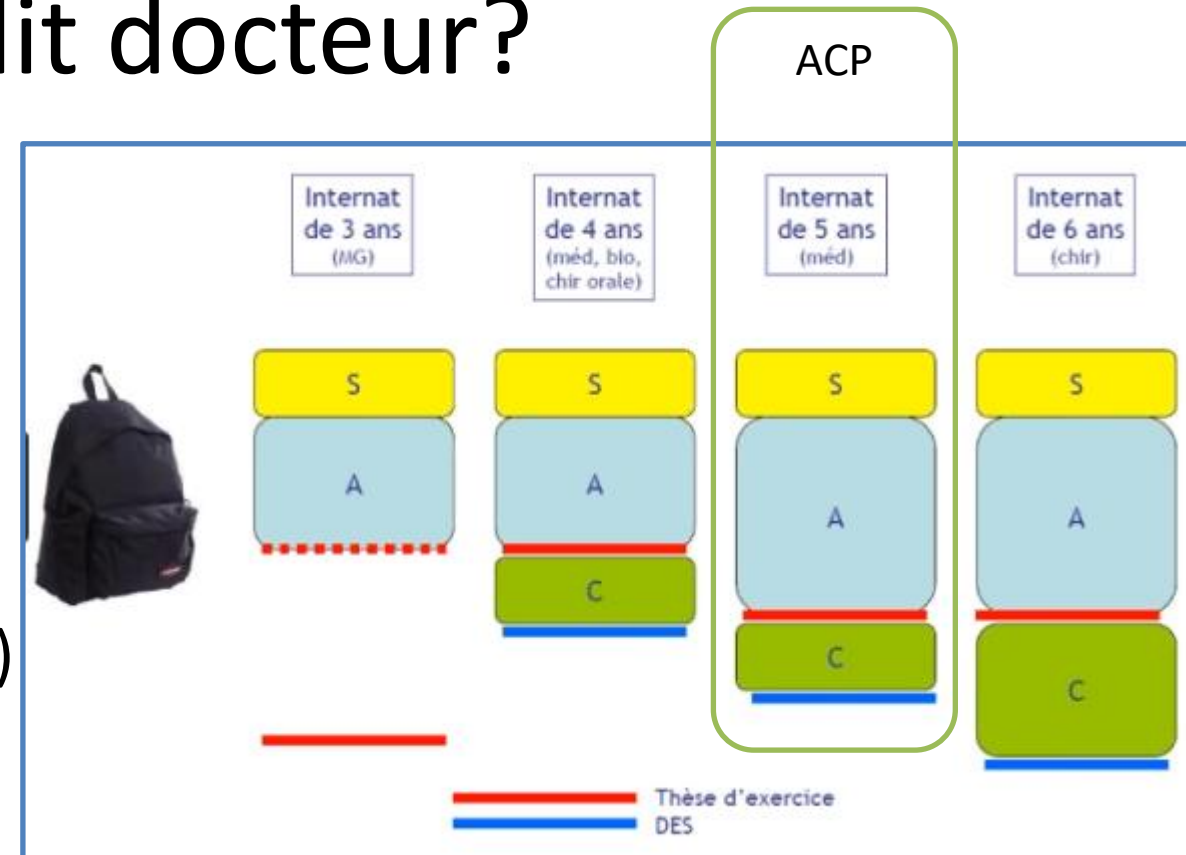 lit docteur?
ACP
Internat
de 3 ans
(MG)
Internat
de 4 ans
(méd, bio,
chir orale)
Internat
de 5 ans
(méd)
Internat
de 6 ans
(chir)
S
S
S
S
A
A
A
A
C
C
C
)
Thèse d'exercice
DES